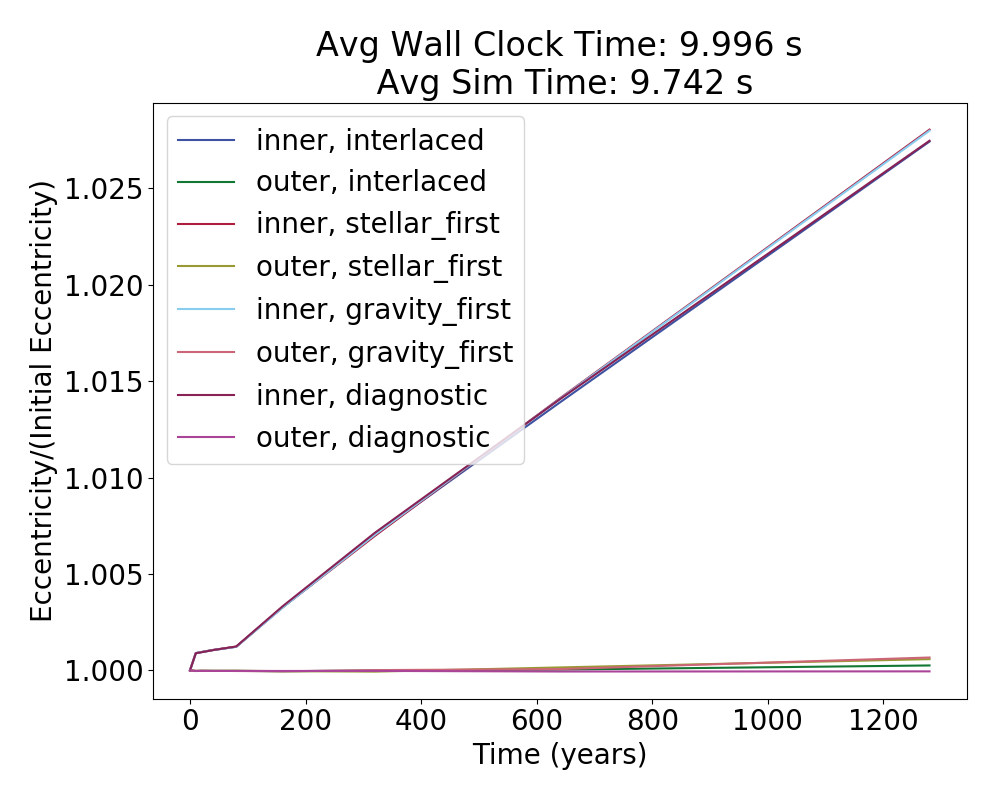 Avg Wall Clock Time: 9.996 s
Avg Sim Time: 9.742 s
inner, interlaced
outer, interlaced
inner, stellar_first
outer, stellar_first
inner, gravity_first
outer, gravity_first
inner, diagnostic
outer, diagnostic
Eccentricity/(Initial Eccentricity)
1.025
1.020
1.015
1.010
1.005
1.000
0 200 400 600 800 1000 1200
Time (years)